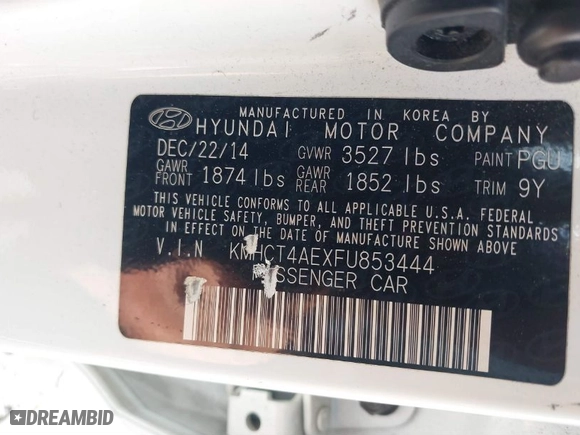 MANUFACTURED IN KOREA BY
HYUNDAI MOTOR COMPANY
DEC/22/14 GVWR 3527 lbs PAINT PGU
GAWR FRONT 1874 lbs GAWR REAR 1852 lbs TRIM 9Y
THIS VEHICLE CONFORMS TO ALL APPLICABLE U.S.A. FEDERAL
MOTOR VEHICLE SAFETY, BUMPER, AND THEFT PREVENTION
STANDARDS IN EFFECT ON THE DATE OF MANUFACTURE SHOWN ABOVE
V.I.N KMHCT4AEXFU853444
PASSENGER CAR
DREAMBID